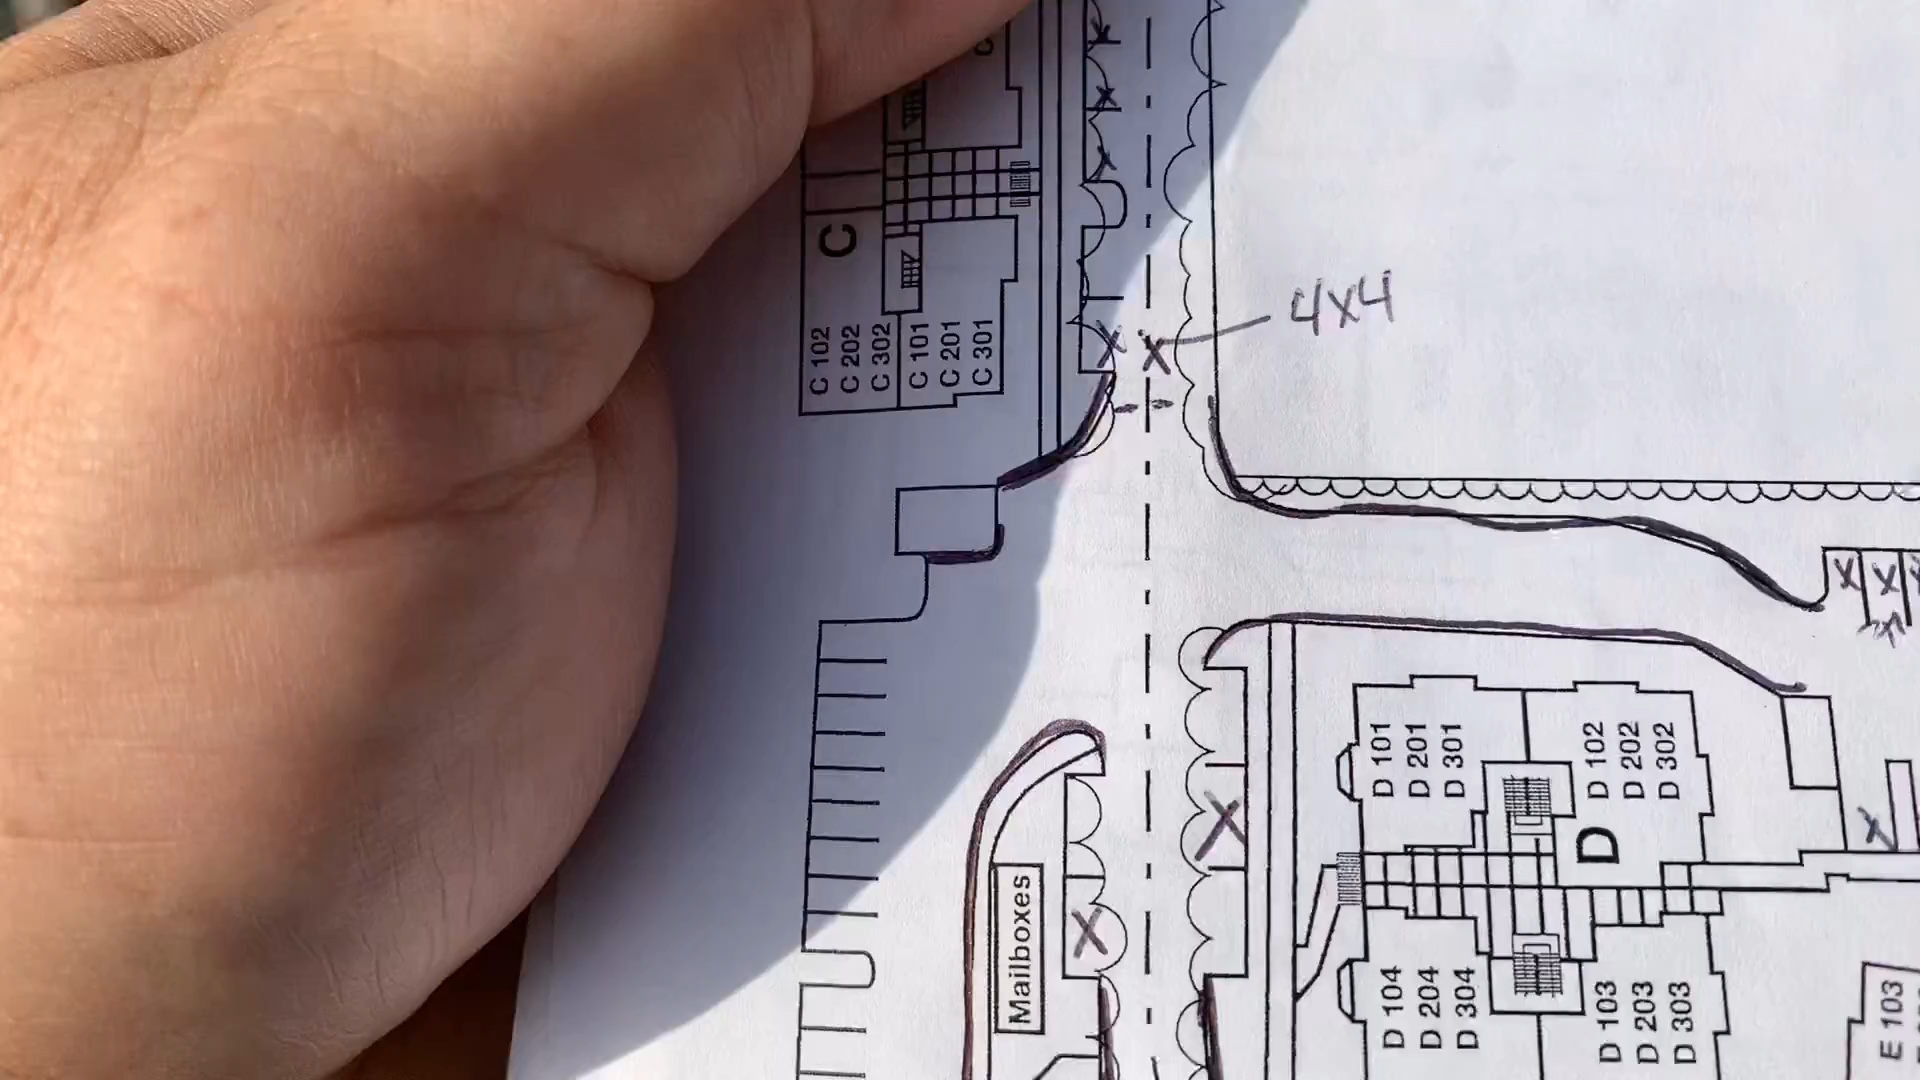 C
C 102
C 202
C 302
C 101
C 201
C 301
4x4
Mailboxes
D 101
D 201
D 301
D 102
D 202
D 302
D
D 104
D 204
D 304
D 103
D 203
D 303
E 103